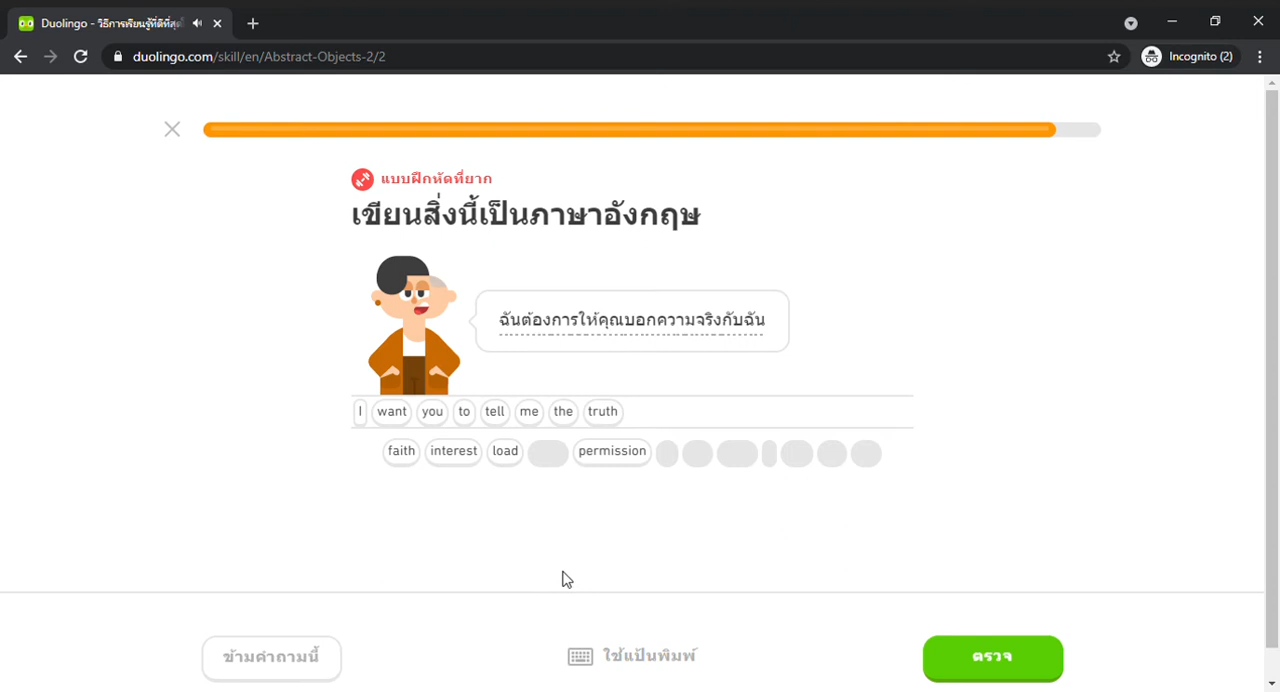 Duolingo - วิธีการเรียนรู้ที่ดีที่สุดใ
duolingo.com/skill/en/Abstract-Objects-2/2
Incognito (2)
แบบฝึกหัดที่ยาก
เขียนสิ่งนี้เป็นภาษาอังกฤษ
ฉันต้องการให้คุณบอกความจริงกับฉัน
I want you to tell me the truth
faith interest load permission
ข้ามคำถามนี้ ใช้แป้นพิมพ์ ตรวจ